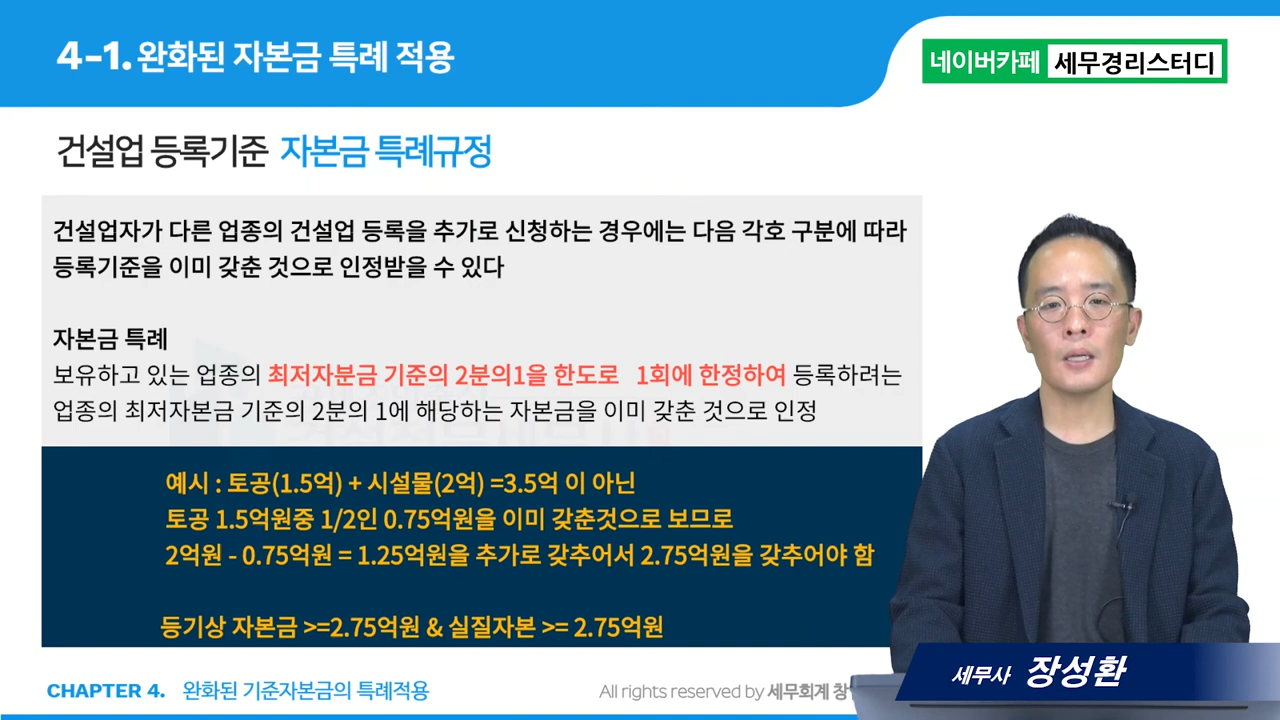 4-1. 완화된 자본금 특례 적용
네이버카페 세무경리스터디
건설업 등록기준 자본금 특례규정
건설업자가 다른 업종의 건설업 등록을 추가로 신청하는 경우에는 다음 각호 구분에 따라
등록기준을 이미 갖춘 것으로 인정받을 수 있다
자본금 특례
보유하고 있는 업종의 최저자분금 기준의 2분의1을 한도로 1회에 한정하여 등록하려는
업종의 최저자본금 기준의 2분의 1에 해당하는 자본금을 이미 갖춘 것으로 인정
예시 : 토공(1.5억) + 시설물(2억) =3.5억 이 아닌
토공 1.5억원중 1/2인 0.75억원을 이미 갖춘것으로 보므로
2억원 - 0.75억원 = 1.25억원을 추가로 갖추어서 2.75억원을 갖추어야 함
등기상 자본금 >=2.75억원 & 실질자본 >= 2.75억원
세무사 장성환
CHAPTER 4. 완화된 기준자본금의 특례적용
All rights reserved by 세무회계 창